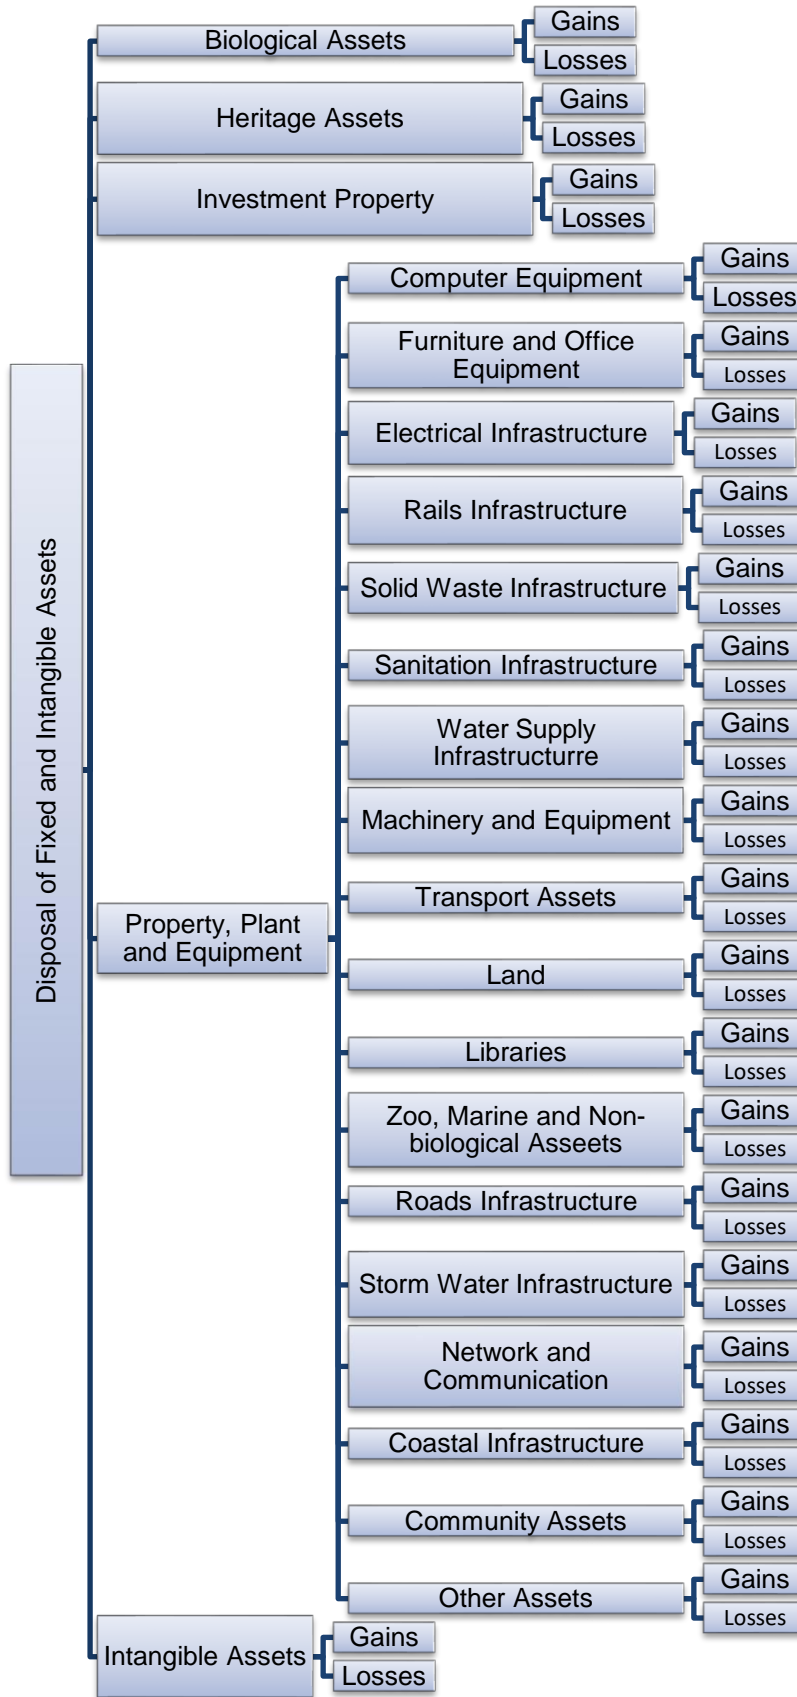 Disposal of Fixed and Intangible Assets
Biological Assets
Gains
Losses
Heritage Assets
Gains
Losses
Investment Property
Gains
Losses
Property, Plant
and Equipment
Computer Equipment
Gains
Losses
Furniture and Office
Equipment
Gains
Losses
Electrical Infrastructure
Gains
Losses
Rails Infrastructure
Gains
Losses
Solid Waste Infrastructure
Gains
Losses
Sanitation Infrastructure
Gains
Losses
Water Supply
Infrastructurre
Gains
Losses
Machinery and Equipment
Gains
Losses
Transport Assets
Gains
Losses
Land
Gains
Losses
Libraries
Gains
Losses
Zoo, Marine and Non-
biological Asseets
Gains
Losses
Roads Infrastructure
Gains
Losses
Storm Water Infrastructure
Gains
Losses
Network and
Communication
Gains
Losses
Coastal Infrastructure
Gains
Losses
Community Assets
Gains
Losses
Other Assets
Gains
Losses
Intangible Assets
Gains
Losses